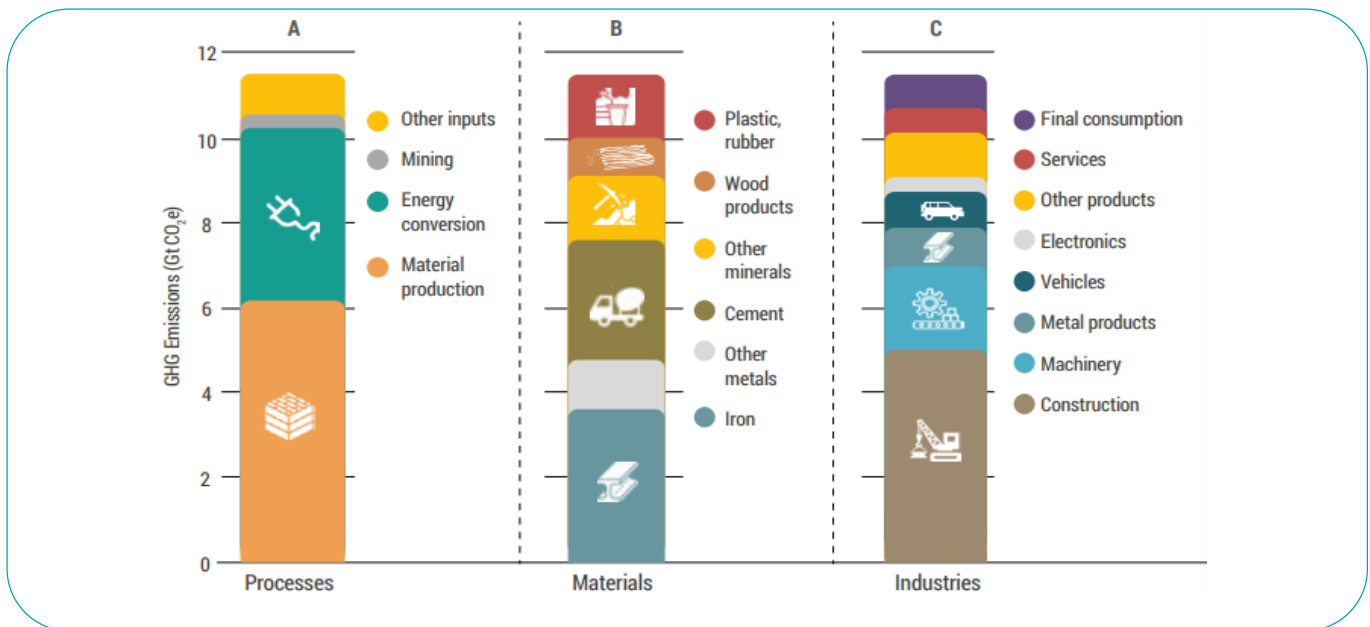 A
B
C
12
10
8
6
4
2
0
GHG Emissions (Gt CO₂e)
Other inputs
Mining
Energy
conversion
Material
production
Plastic,
rubber
Wood
products
Other
minerals
Cement
Other
metals
Iron
Final consumption
Services
Other products
Electronics
Vehicles
Metal products
Machinery
Construction
Processes
Materials
Industries